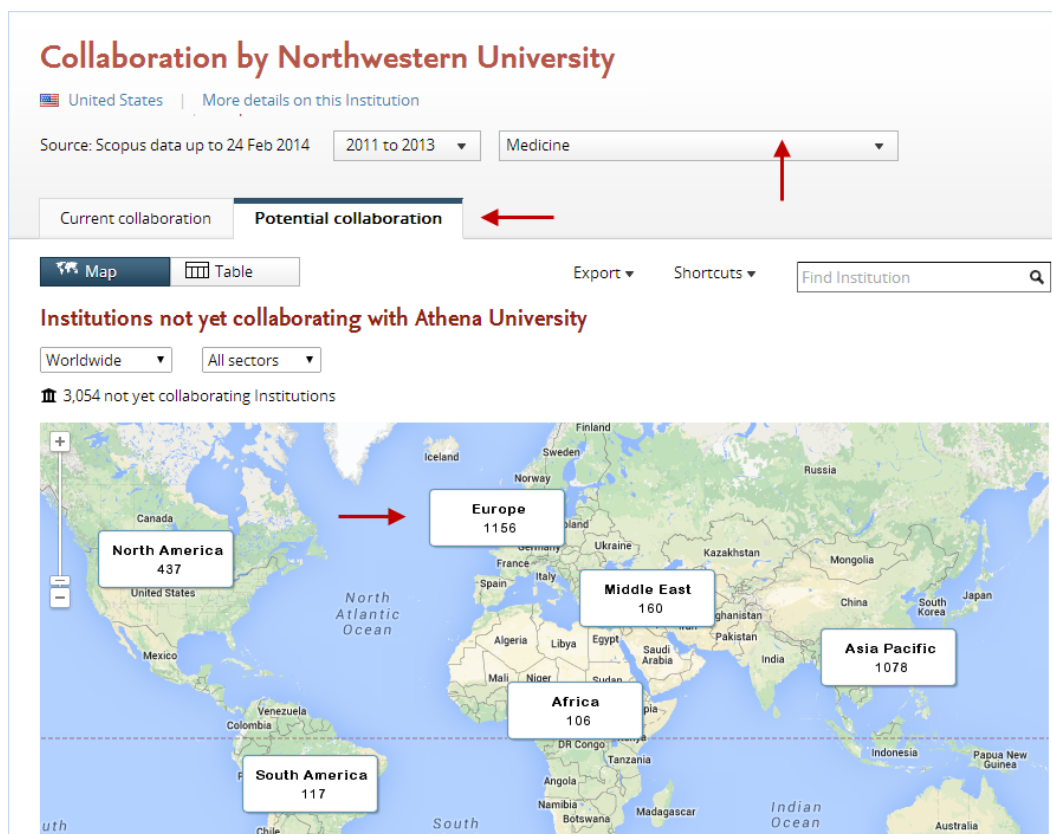 Collaboration by Northwestern University
United States | More details on this Institution
Source: Scopus data up to 24 Feb 2014 2011 to 2013 Medicine
Current collaboration Potential collaboration
Map Table Export Shortcuts Find Institution
Institutions not yet collaborating with Athena University
Worldwide All sectors
3,054 not yet collaborating Institutions
Finland
Iceland
Sweden
Russia
Norway
Europe
1156
Canada
North America
437
Ukraine
Germany
Kazakhstan
Mongolia
France
Italy
Spain
United States
Middle East
160
North
Atlantic
Ocean
China
South
Korea
Japan
Pakistan
Algeria
Libya
Egypt
Saudi
Arabia
India
Asia Pacific
1078
Mexico
Mali
Niger
Sudan
Africa
106
Venezuela
Colombia
Kenya
DR Congo
Tanzania
Indonesia
Papua New
Guinea
South America
117
Angola
Namibia
Botswana
Madagascar
Indian
Ocean
South
Chile
Australia